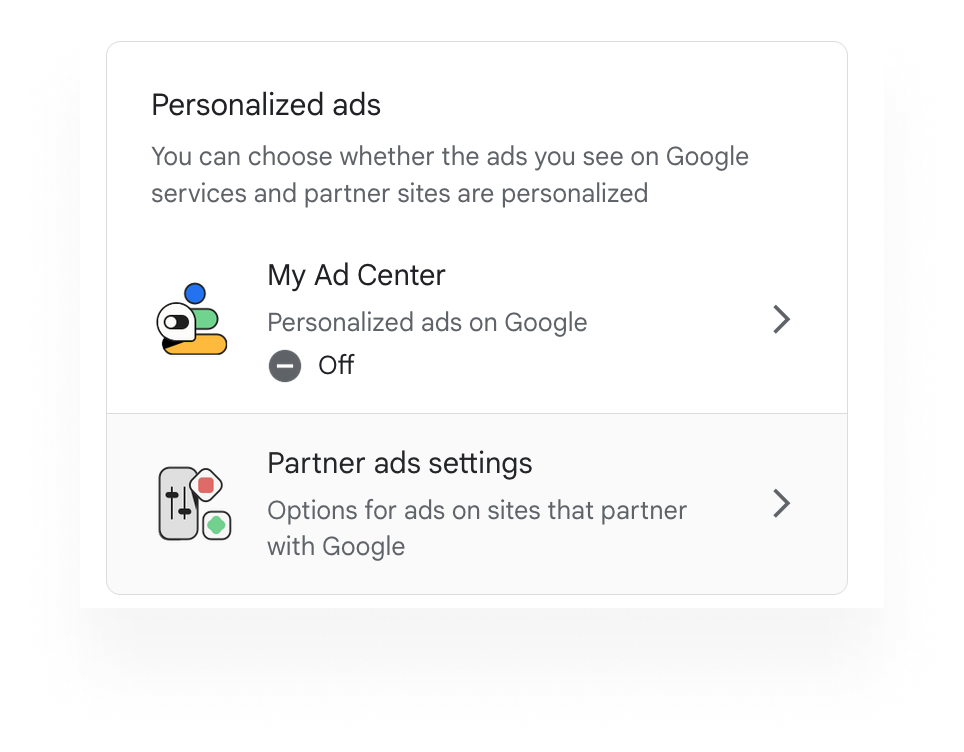 Personalized ads
You can choose whether the ads you see on Google
services and partner sites are personalized
My Ad Center
Personalized ads on Google
Off
Partner ads settings
Options for ads on sites that partner
with Google